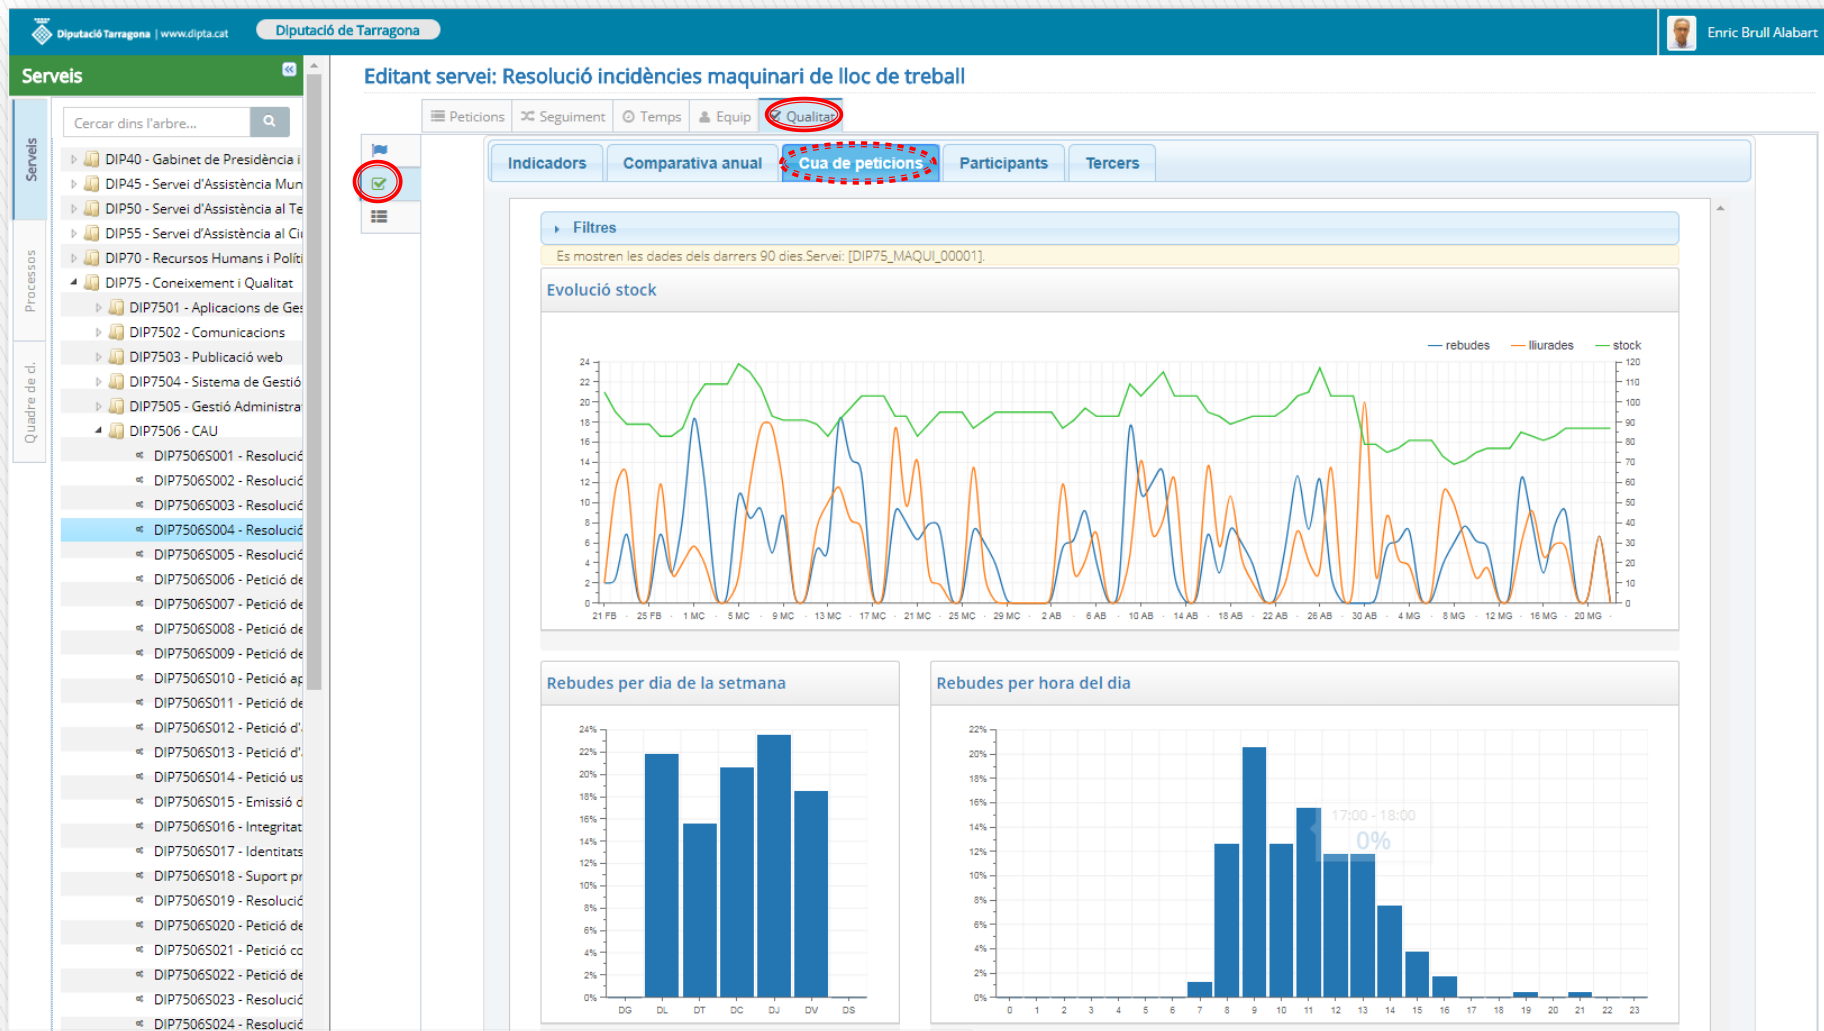 Diputació Tarragona | www.dipta.cat
Diputació de Tarragona
Enric Brull Alabart
Serveis
Editant servei: Resolució incidències maquinari de lloc de treball
Cercar dins l'arbre...
Serveis
Processos
Quadre de d.
DIP40 - Gabinet de Presidència i
DIP45 - Servei d'Assistència Mun
DIP50 - Servei d'Assistència al Te
DIP55 - Servei d'Assistència al Ci
DIP70 - Recursos Humans i Políti
DIP75 - Coneixement i Qualitat
DIP7501 - Aplicacions de Ges
DIP7502 - Comunicacions
DIP7503 - Publicació web
DIP7504 - Sistema de Gestió
DIP7505 - Gestió Administra
DIP7506 - CAU
DIP7506S001 - Resolució
DIP7506S002 - Resolució
DIP7506S003 - Resolució
DIP7506S004 - Resolució
DIP7506S005 - Resolució
DIP7506S006 - Petició de
DIP7506S007 - Petició de
DIP7506S008 - Petició de
DIP7506S009 - Petició de
DIP7506S010 - Petició ap
DIP7506S011 - Petició de
DIP7506S012 - Petició d'
DIP7506S013 - Petició d'
DIP7506S014 - Petició us
DIP7506S015 - Emissió d
DIP7506S016 - Integritat
DIP7506S017 - Identitats
DIP7506S018 - Suport pr
DIP7506S019 - Resolució
DIP7506S020 - Petició de
DIP7506S021 - Petició co
DIP7506S022 - Petició de
DIP7506S023 - Resolució
DIP7506S024 - Resolució
Peticions Seguiment Temps Equip Qualitat
Indicadors Comparativa anual Cua de peticions Participants Tercers
Filtres
Es mostren les dades dels darrers 90 dies.Servei: [DIP75_MAQUI_00001].
Evolució stock
rebudes lliurades stock
24 120
22 110
20 100
18 90
16 80
14 70
12 60
10 50
8 40
6 30
4 20
2 10
0 0
21 FB · 25 FB · 1 MC · 5 MC · 9 MC · 13 MC · 17 MC · 21 MC · 25 MC · 29 MC · 2 AB · 6 AB · 10 AB · 14 AB · 18 AB · 22 AB · 26 AB · 30 AB · 4 MG · 8 MG · 12 MG · 16 MG · 20 MG ·
Rebudes per dia de la setmana
24%
22%
20%
18%
16%
14%
12%
10%
8%
6%
4%
2%
0%
DG DL DT DC DJ DV DS
Rebudes per hora del dia
22%
20%
18%
16%
14%
12%
10%
8%
6%
4%
2%
0%
17:00 - 18:00
0%
0 1 2 3 4 5 6 7 8 9 10 11 12 13 14 15 16 17 18 19 20 21 22 23